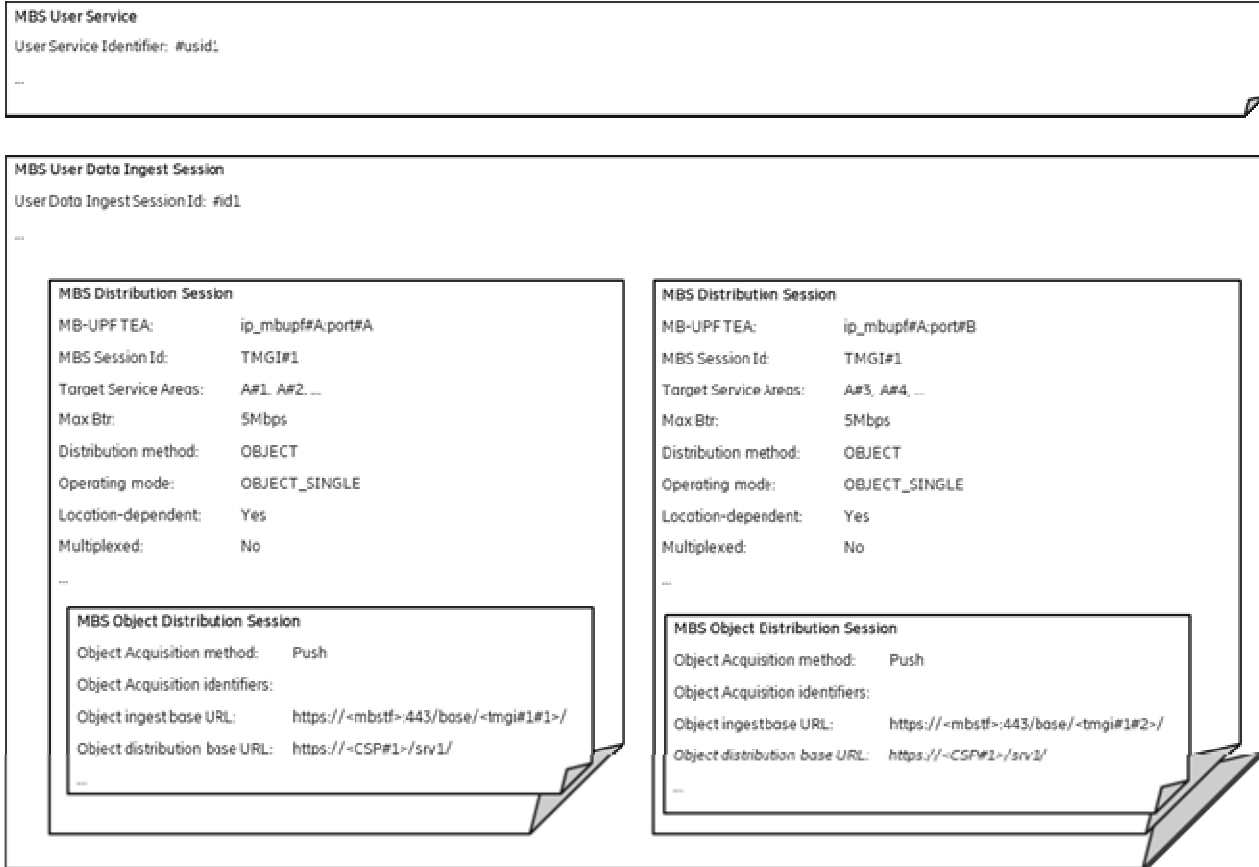 MBS User Service
User Service Identifier: #usid1
...
MBS User Data Ingest Session
User Data Ingest Session Id: #id1
...
MBS Distribution Session
MB-UPF TEA: ip_mbupf#A:port#A
MBS Session Id: TMGI#1
Target Service Areas: A#1, A#2, ...
Max Btr: 5Mbps
Distribution method: OBJECT
Operating mode: OBJECT_SINGLE
Location-dependent: Yes
Multiplexed: No
...
MBS Object Distribution Session
Object Acquisition method: Push
Object Acquisition identifiers:
Object ingest base URL: https://<mbstf>:443/base/<tmgi#1#1>/
Object distribution base URL: https://<CSP#1>/srv1/
...
MBS Distribution Session
MB-UPF TEA: ip_mbupf#A:port#B
MBS Session Id: TMGI#1
Target Service Areas: A#3, A#4, ...
Max Btr: 5Mbps
Distribution method: OBJECT
Operating mode: OBJECT_SINGLE
Location-dependent: Yes
Multiplexed: No
...
MBS Object Distribution Session
Object Acquisition method: Push
Object Acquisition identifiers:
Object ingest base URL: https://<mbstf>:443/base/<tmgi#1#2>/
Object distribution base URL: https://<CSP#1>/srv1/
...